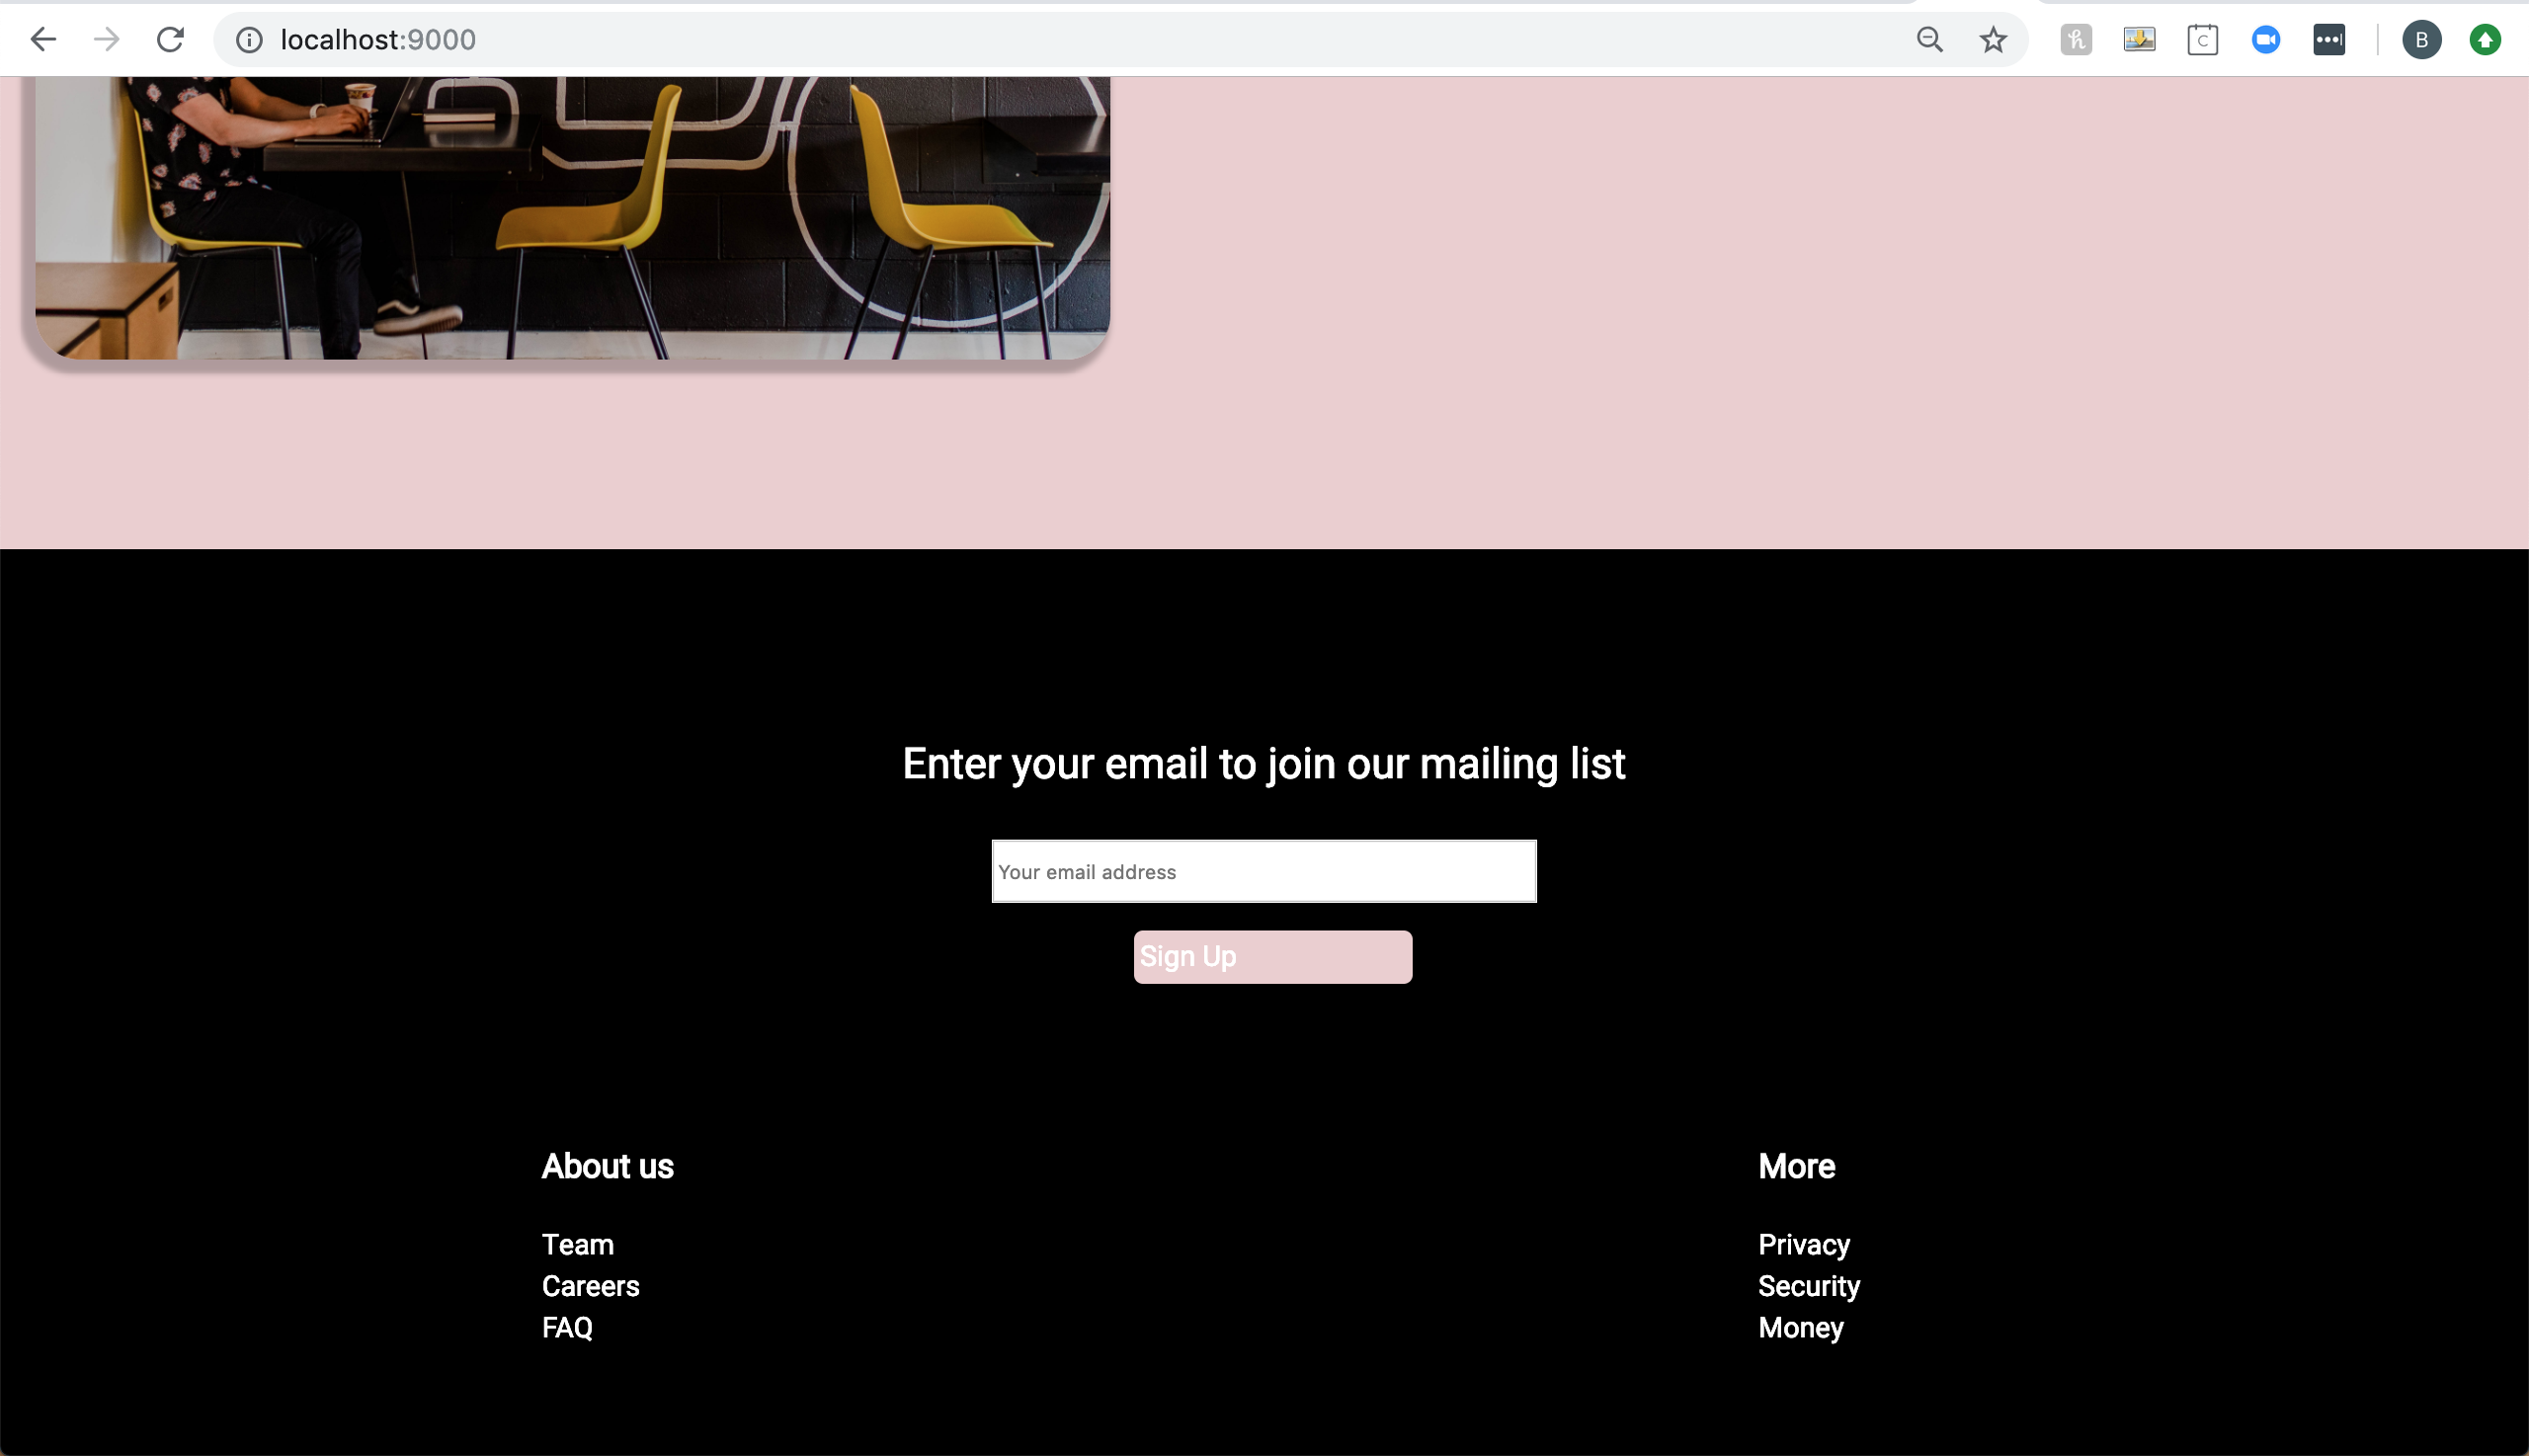 localhost:9000
C
B
Enter your email to join our mailing list
Your email address
Sign Up
About us
More
Team
Careers
FAQ
Privacy
Security
Money